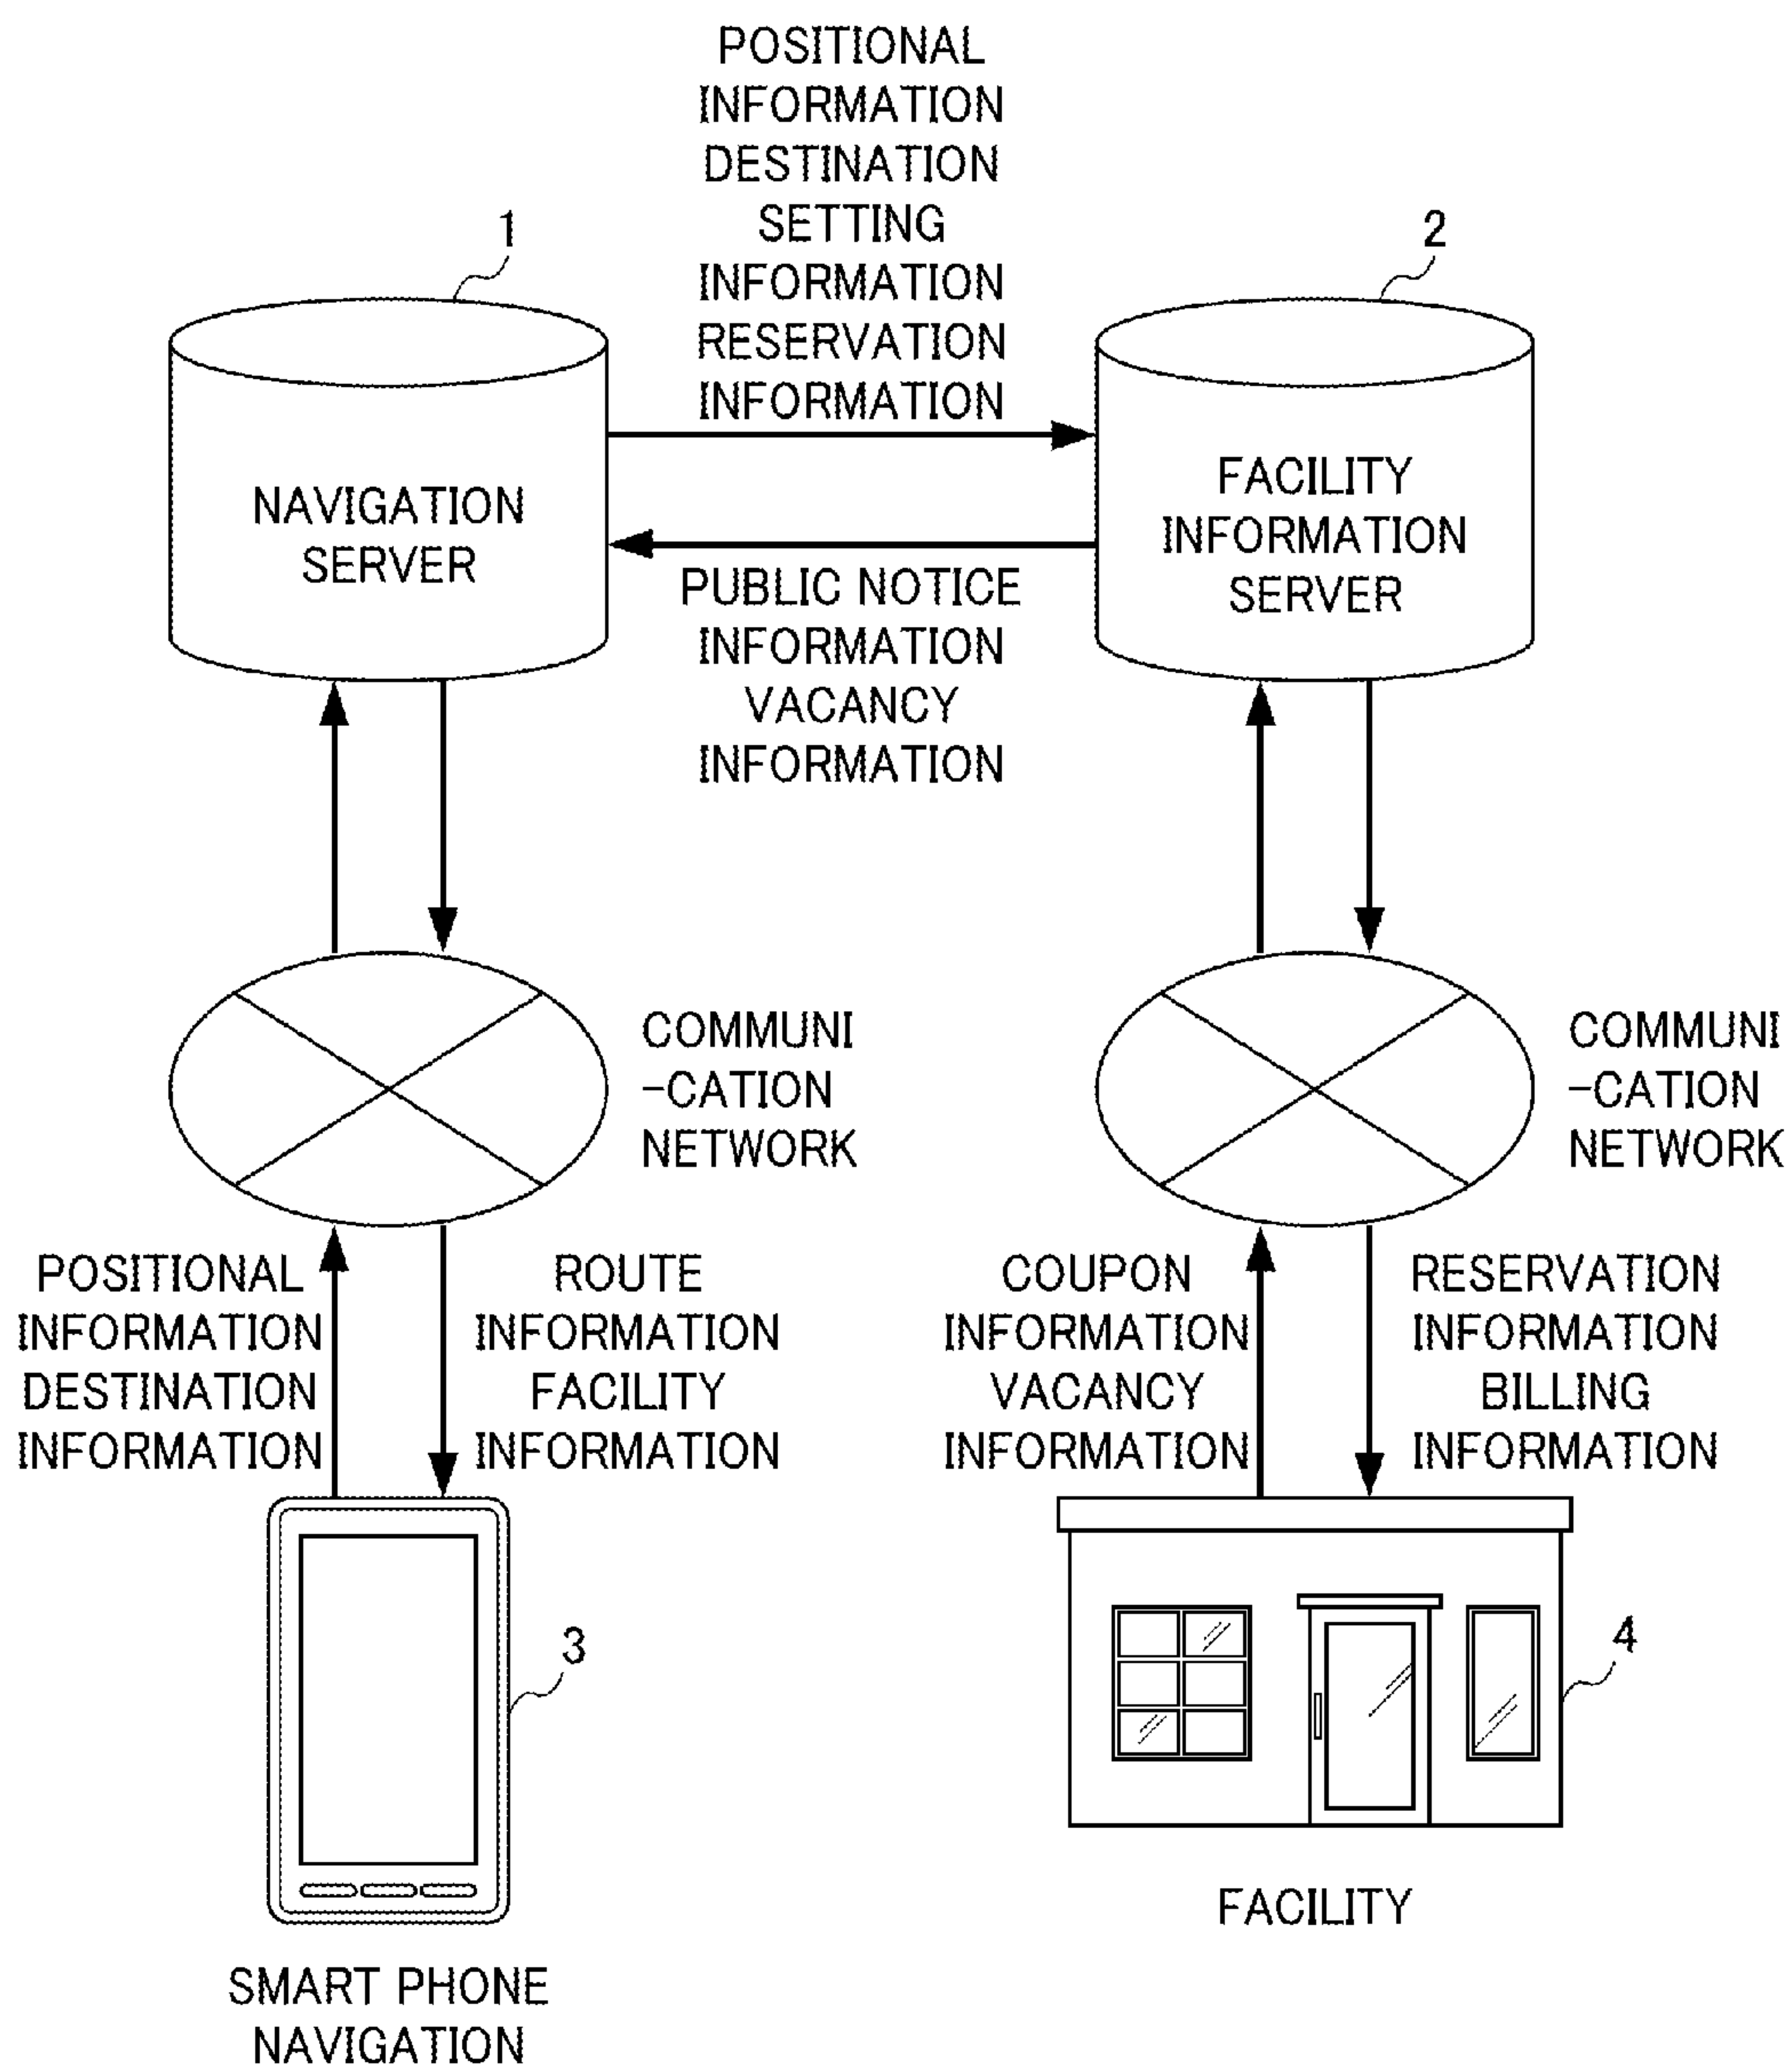 POSITIONAL
INFORMATION
DESTINATION
SETTING
INFORMATION
RESERVATION
INFORMATION
1
2
NAVIGATION
SERVER
FACILITY
INFORMATION
SERVER
PUBLIC NOTICE
INFORMATION
VACANCY
INFORMATION
COMMUNI
-CATION
NETWORK
COMMUNI
-CATION
NETWORK
POSITIONAL
INFORMATION
DESTINATION
INFORMATION
ROUTE
INFORMATION
FACILITY
INFORMATION
COUPON
INFORMATION
VACANCY
INFORMATION
RESERVATION
INFORMATION
BILLING
INFORMATION
3
4
SMART PHONE
NAVIGATION
FACILITY